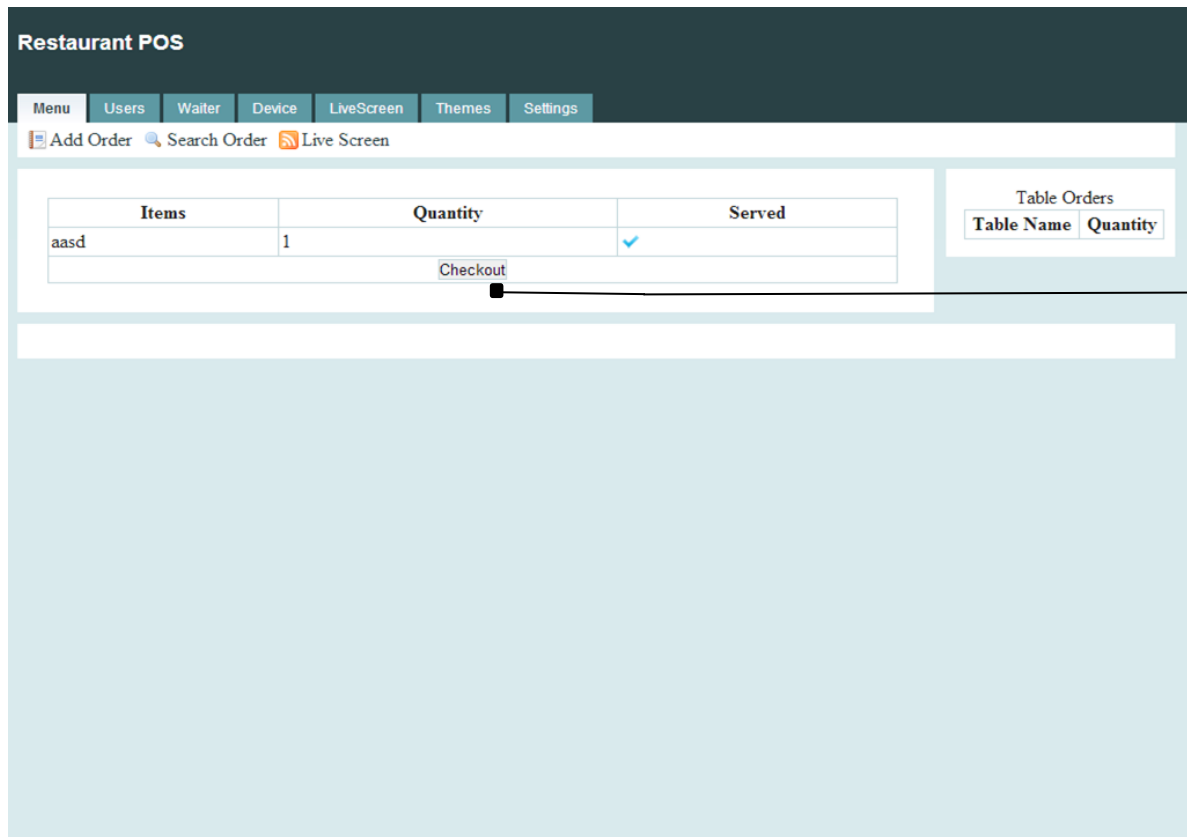 Restaurant POS
Menu Users Waiter Device LiveScreen Themes Settings
Add Order Search Order Live Screen
Items Quantity Served
aasd 1
Checkout
Table Orders
Table Name Quantity